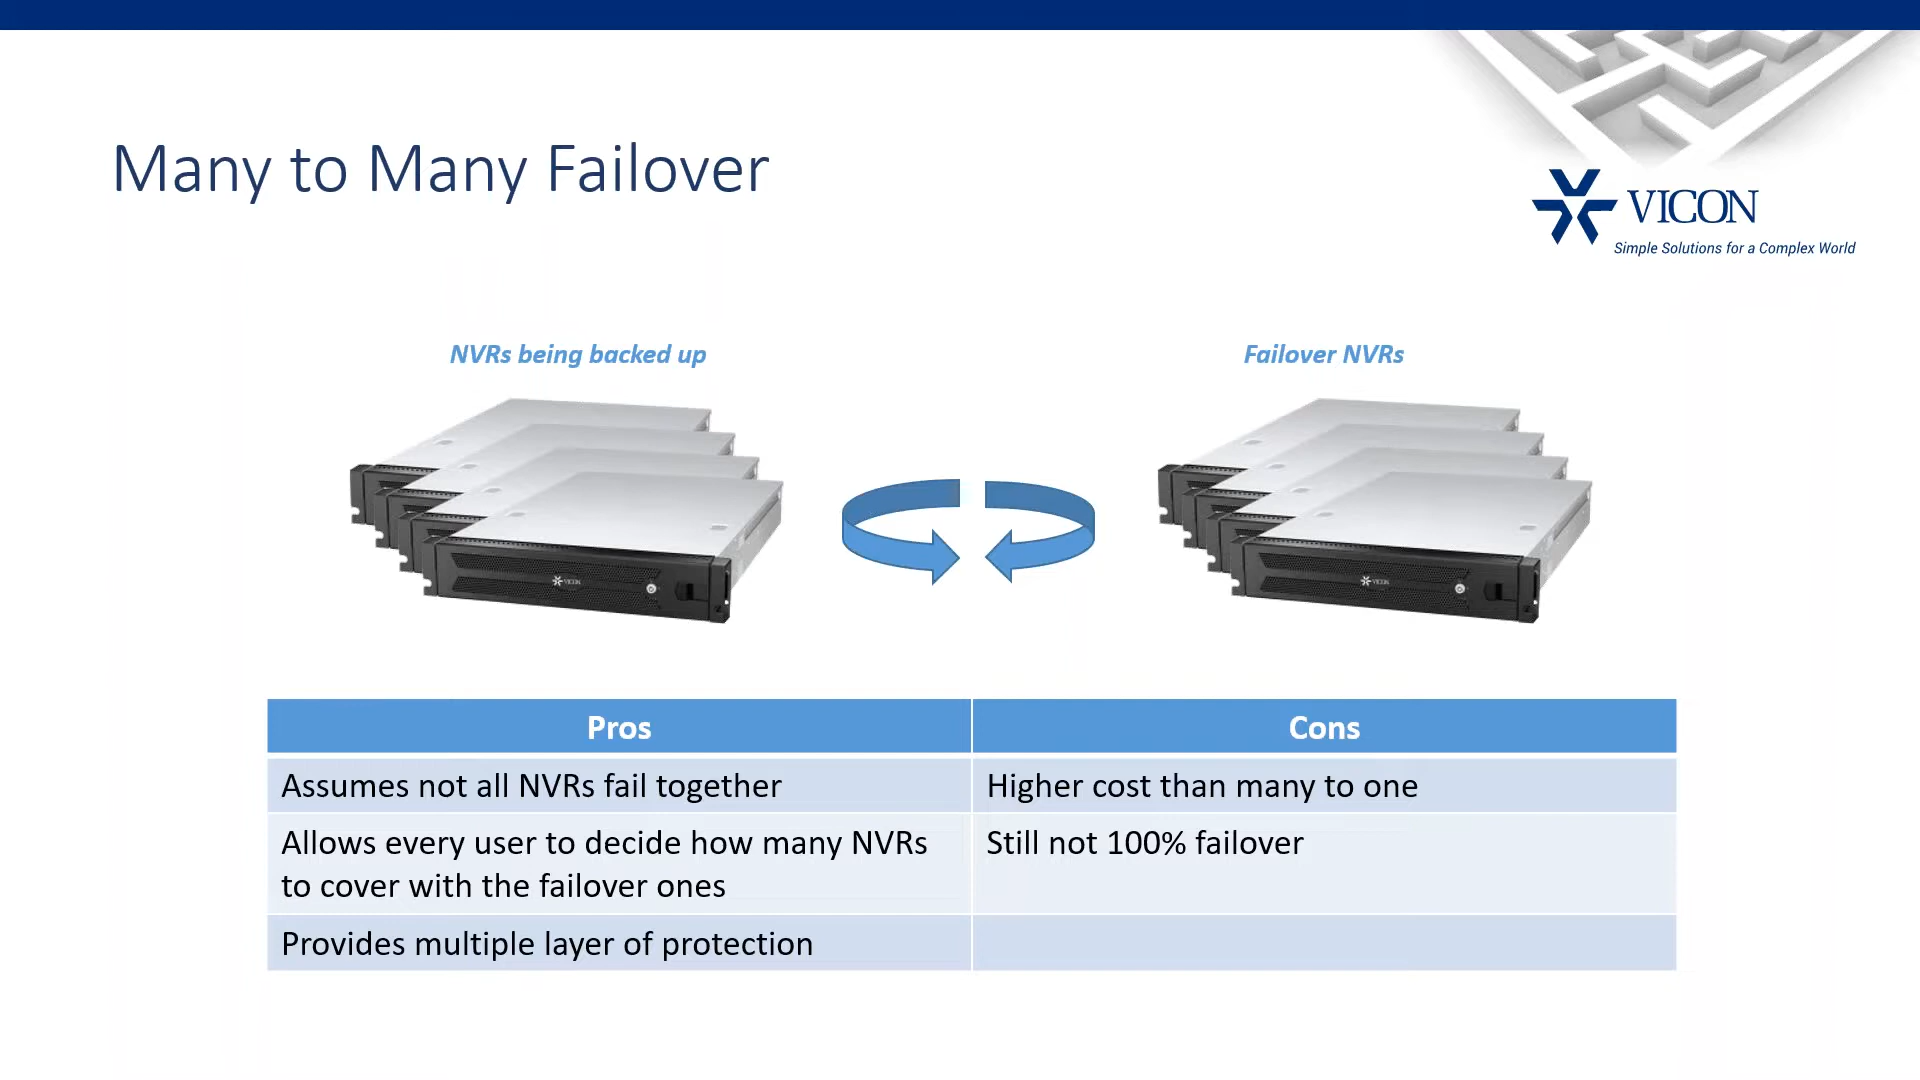 Many to Many Failover
VICON
Simple Solutions for a Complex World
NVRs being backed up
Failover NVRs
VICON
VICON
Pros
Cons
Assumes not all NVRs fail together
Higher cost than many to one
Allows every user to decide how many NVRs
to cover with the failover ones
Still not 100% failover
Provides multiple layer of protection